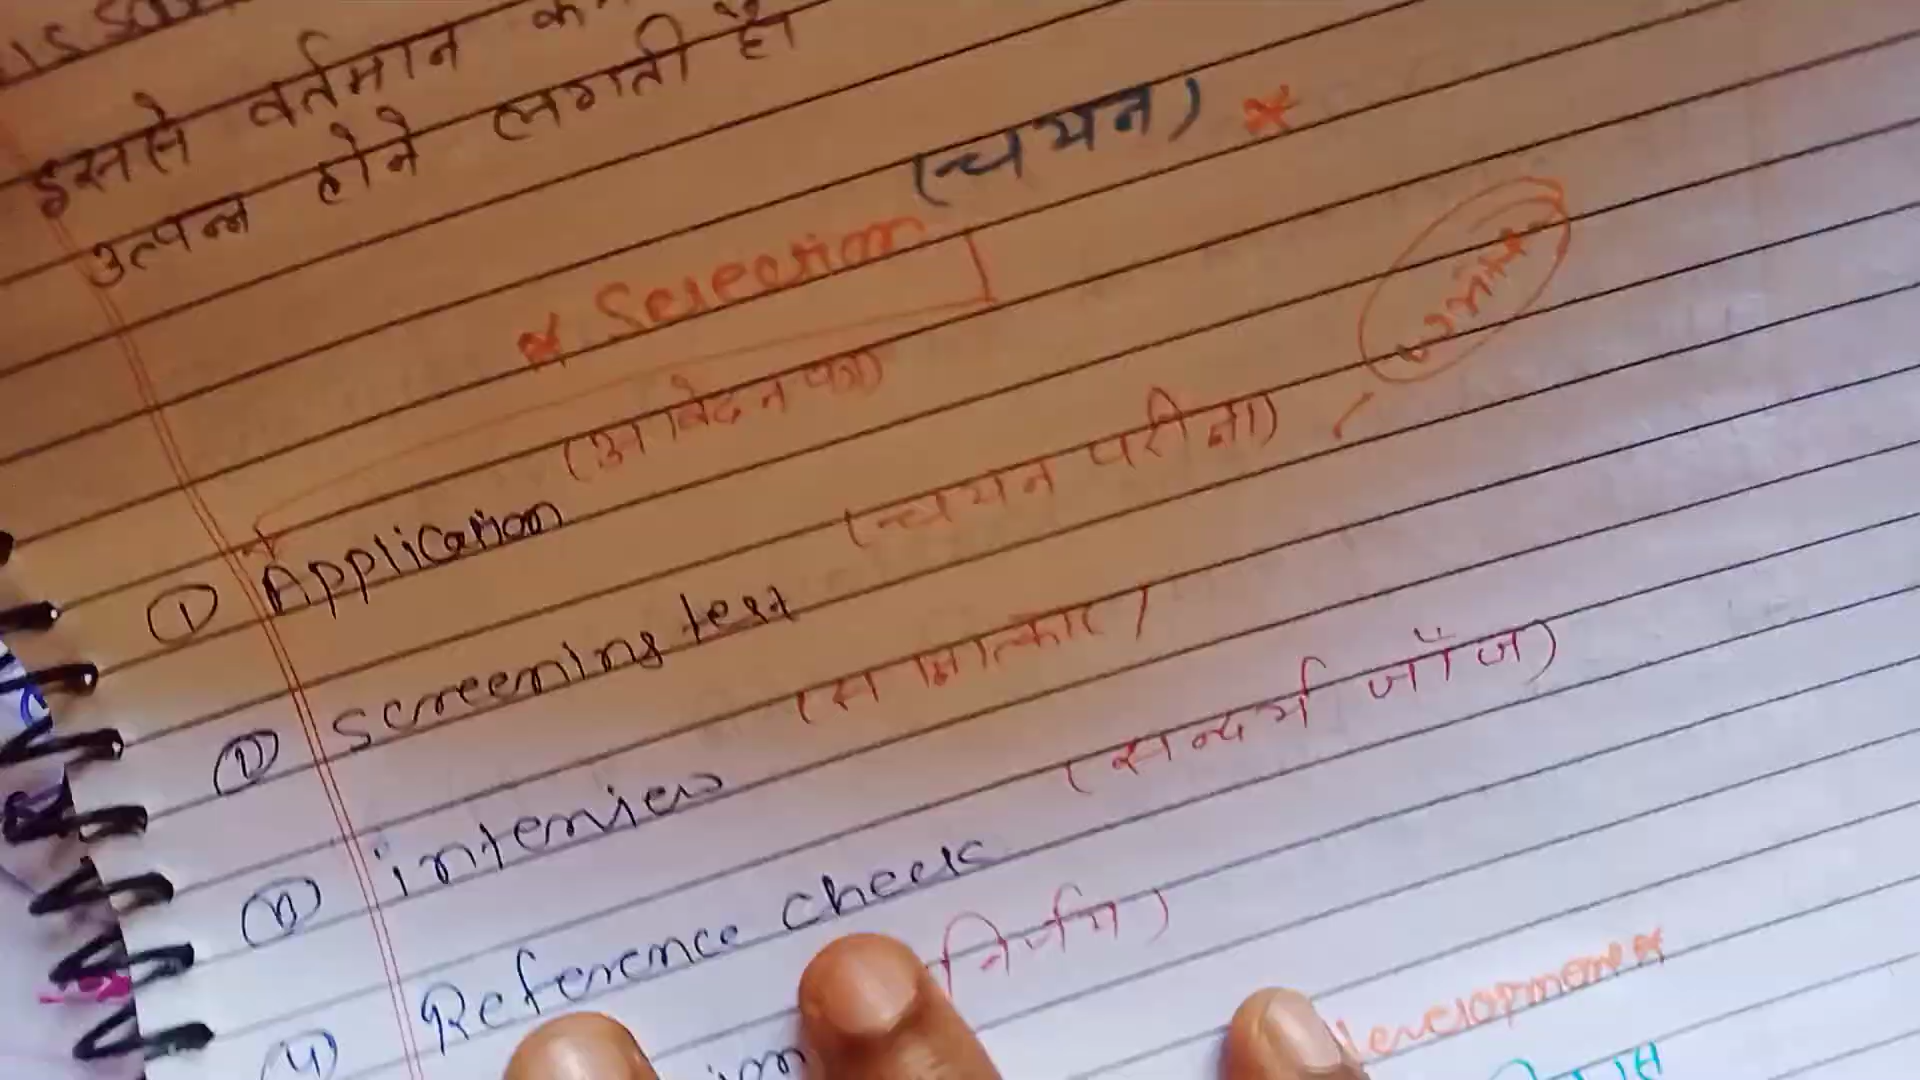 इससे वर्तमान
उत्पन्न होने लगती है
* Selection (चयन) *
① Application (आवेदन पत्र)
② Screening test (चयन परीक्षा)
③ interview (साक्षात्कार)
④ Reference check (सन्दर्भ जाँच)
निर्णय)
Development *